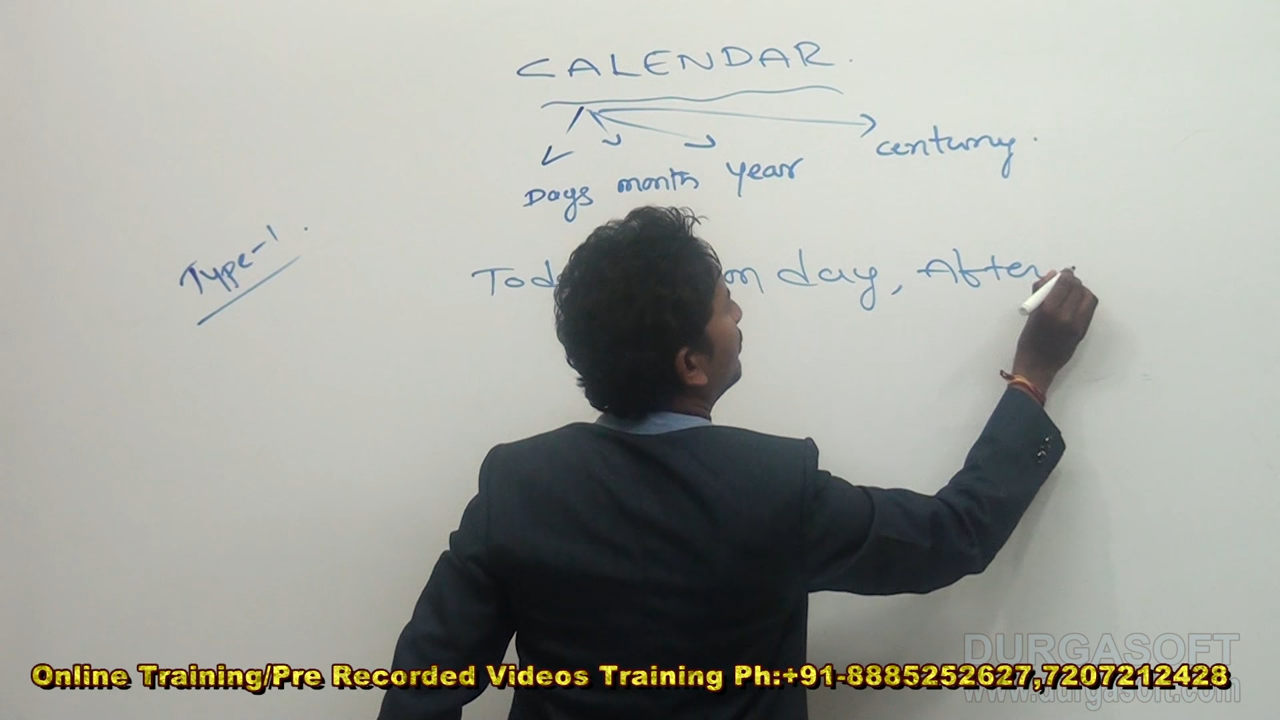 CALENDAR.
Days month year century.
Type-1.
Tod on day, After
DURGASOFT
www.durgasoft.com
Online Training/Pre Recorded Videos Training Ph:+91-8885252627,7207212428